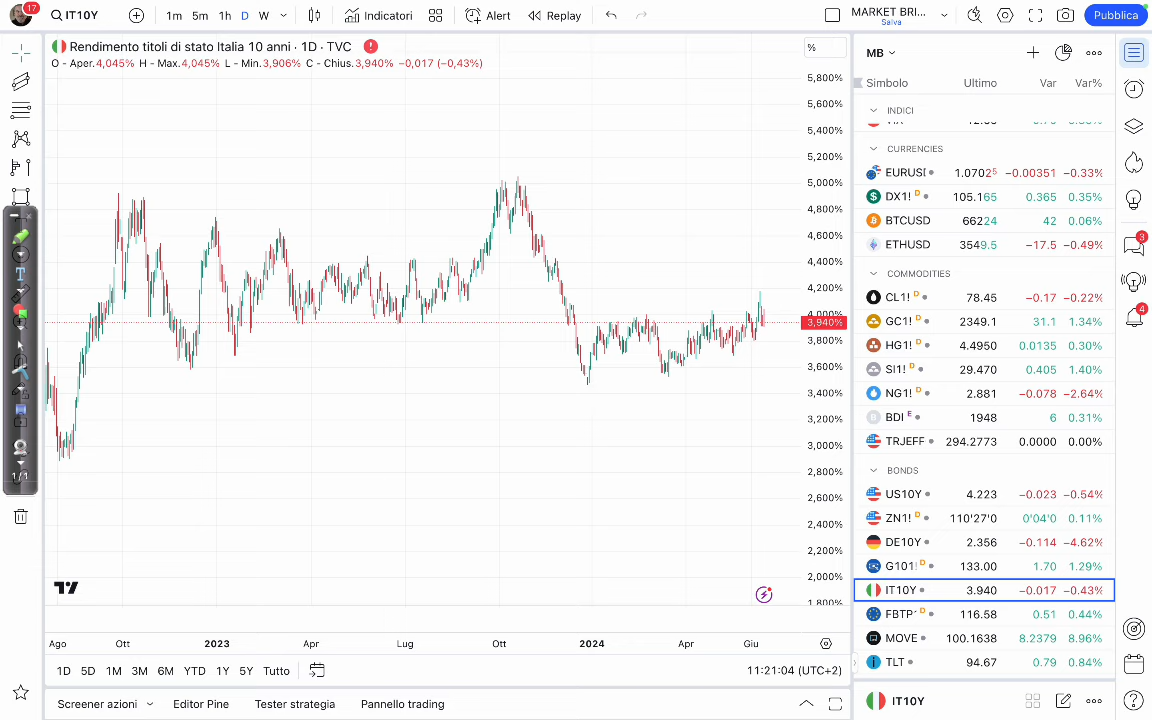 17
IT10Y
1m 5m 1h D W
Indicatori
Alert
Replay
MARKET BRI...
Salva
Pubblica
Rendimento titoli di stato Italia 10 anni · 1D · TVC
O - Aper.4,045% H - Max.4,045% L - Min.3,906% C - Chius.3,940% −0,017 (−0,43%)
%
5,800%
5,600%
5,400%
5,200%
5,000%
4,800%
4,600%
4,400%
4,200%
4,000%
3,940%
3,800%
3,600%
3,400%
3,200%
3,000%
2,800%
2,600%
2,400%
2,200%
2,000%
1,800%
Ago Ott 2023 Apr Lug Ott 2024 Apr Giu
1D 5D 1M 3M 6M YTD 1Y 5Y Tutto
11:21:04 (UTC+2)
Screener azioni Editor Pine Tester strategia Pannello trading
1/1
MB
Simbolo Ultimo Var Var%
INDICI
CURRENCIES
EURUSD 1.07025 −0.00351 −0.33%
DX1! D 105.165 0.365 0.35%
BTCUSD 66224 42 0.06%
ETHUSD 3549.5 −17.5 −0.49%
COMMODITIES
CL1! D 78.45 −0.17 −0.22%
GC1! D 2349.1 31.1 1.34%
HG1! D 4.4950 0.0135 0.30%
SI1! D 29.470 0.405 1.40%
NG1! D 2.881 −0.078 −2.64%
BDI E 1948 6 0.31%
TRJEFF 294.2773 0.0000 0.00%
BONDS
US10Y 4.223 −0.023 −0.54%
ZN1! D 110'27'0 0'04'0 0.11%
DE10Y 2.356 −0.114 −4.62%
G101! D 133.00 1.70 1.29%
IT10Y 3.940 −0.017 −0.43%
FBTP D 116.58 0.51 0.44%
MOVE 100.1638 8.2379 8.96%
TLT 94.67 0.79 0.84%
IT10Y
3
4